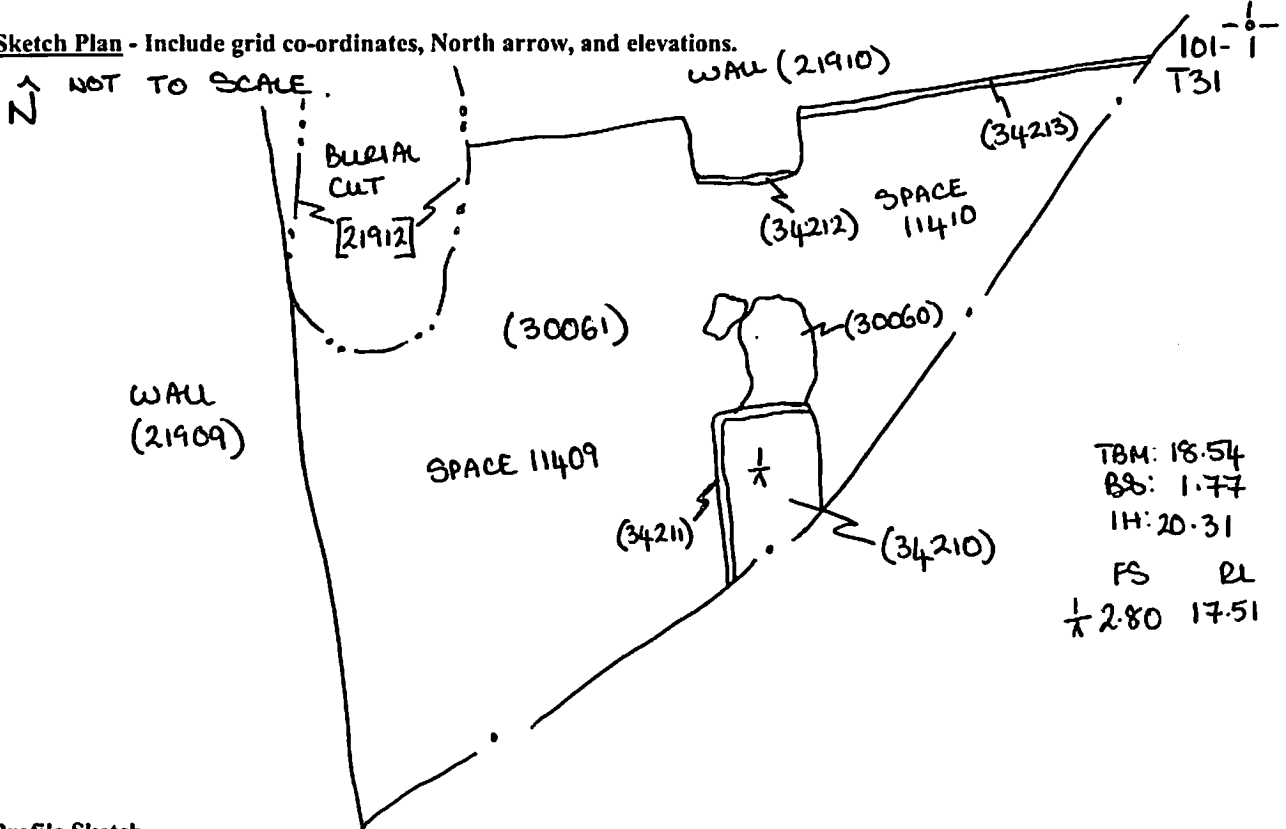 Sketch Plan - Include grid co-ordinates, North arrow, and elevations.
N NOT TO SCALE.
WALL (21910)
101-
T31
(34213)
BURIAL
CUT
[21912]
(34212)
SPACE
11410
(30061)
(30060)
WALL
(21909)
SPACE 11409
(34211)
(34210)
TBM: 18.54
BS: 1.77
IH: 20.31
FS RL
1 2.80 17.51
Profile Sketch